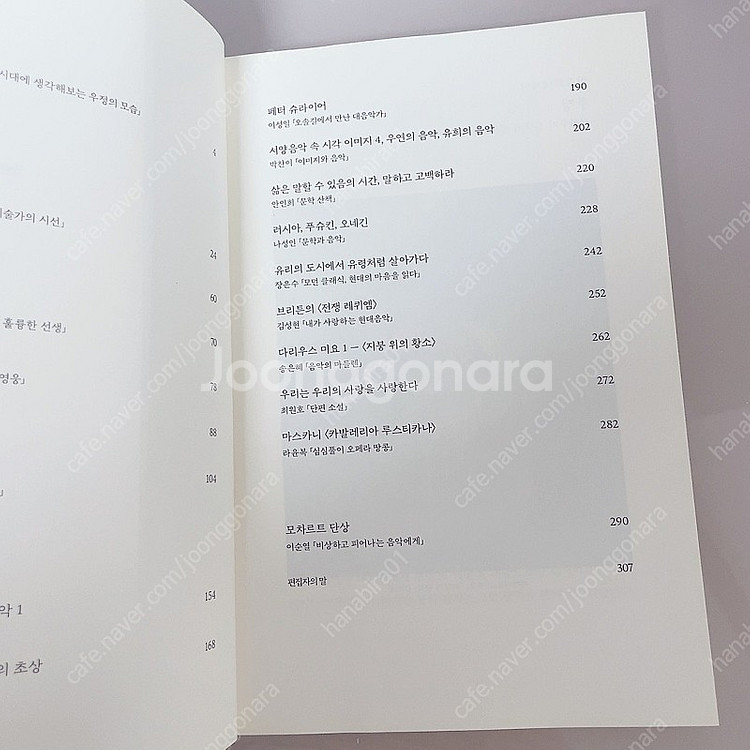 시대에 생각해보는 우정의 모습」
4
술가의 시선」
24
60
훌륭한 선생」
70
영웅」
78
88
104
」
154
악 1
168
의 초상
페터 슈라이어 190
이성일 「오솔길에서 만난 대음악가」
서양음악 속 시각 이미지 4, 우연의 음악, 유희의 음악 202
박찬이 「이미지와 음악」
삶은 말할 수 있음의 시간, 말하고 고백하라 220
안인희 「문학 산책」
러시아, 푸슈킨, 오네긴 228
나성인 「문학과 음악」
유리의 도시에서 유령처럼 살아가다 242
장은수 「모던 클래식, 현대의 마음을 읽다」
브리튼의 〈전쟁 레퀴엠〉 252
김성현 「내가 사랑하는 현대음악」
다리우스 미요 1 — 〈지붕 위의 황소〉 262
송은혜 「음악의 마들렌」
우리는 우리의 사랑을 사랑한다 272
최원호 「단편 소설」
마스카니 〈카발레리아 루스티카나〉 282
라윤복 「심심풀이 오페라 땅콩」
모차르트 단상 290
이순열 「비상하고 피어나는 음악에게」
편집자의 말 307
Joonggonara
cafe.naver.com/joonggonara
hanabira01